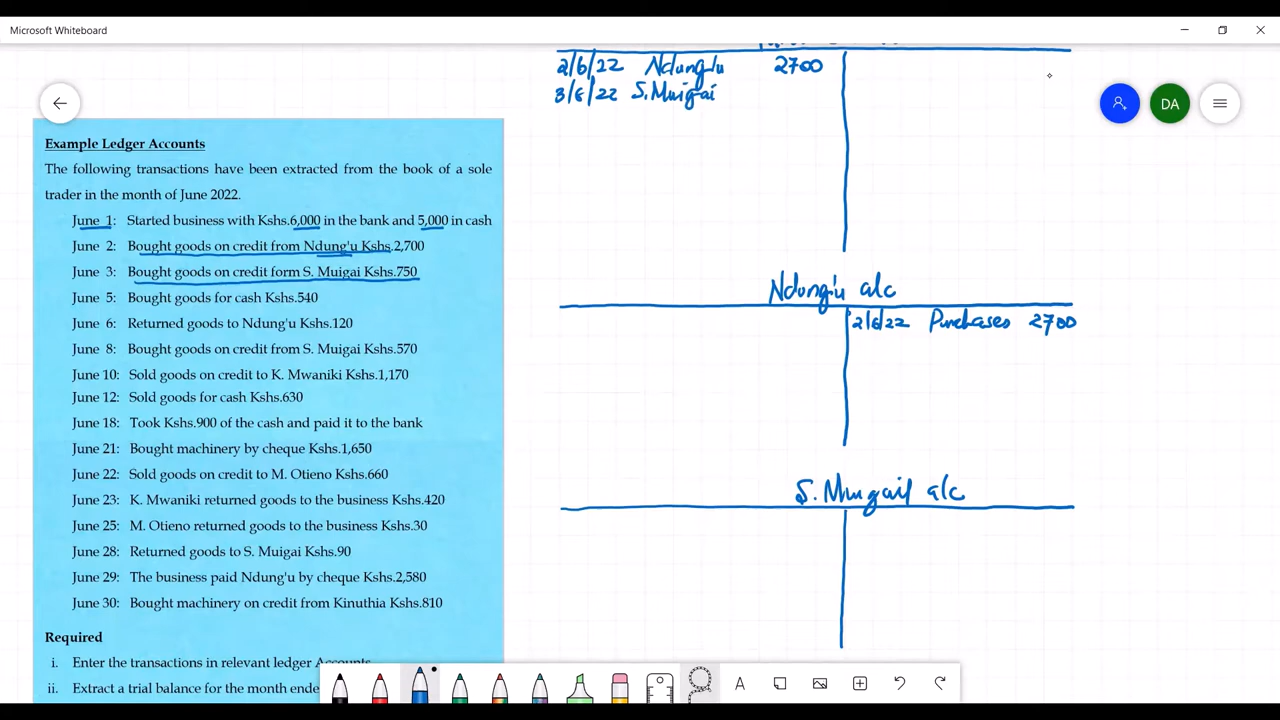 Microsoft Whiteboard
DA
Example Ledger Accounts
The following transactions have been extracted from the book of a sole
trader in the month of June 2022.
June 1: Started business with Kshs.6,000 in the bank and 5,000 in cash
June 2: Bought goods on credit from Ndung'u Kshs.2,700
June 3: Bought goods on credit form S. Muigai Kshs.750
June 5: Bought goods for cash Kshs.540
June 6: Returned goods to Ndung'u Kshs.120
June 8: Bought goods on credit from S. Muigai Kshs.570
June 10: Sold goods on credit to K. Mwaniki Kshs.1,170
June 12: Sold goods for cash Kshs.630
June 18: Took Kshs.900 of the cash and paid it to the bank
June 21: Bought machinery by cheque Kshs.1,650
June 22: Sold goods on credit to M. Otieno Kshs.660
June 23: K. Mwaniki returned goods to the business Kshs.420
June 25: M. Otieno returned goods to the business Kshs.30
June 28: Returned goods to S. Muigai Kshs.90
June 29: The business paid Ndung'u by cheque Kshs.2,580
June 30: Bought machinery on credit from Kinuthia Kshs.810
Required
i. Enter the transactions in relevant ledger Accounts
ii. Extract a trial balance for the month ende
2/6/22 Ndung'u 2700
3/6/22 S.Muigai
Ndung'u a/c
2/6/22 Purchases 2700
S. Muigai a/c
A